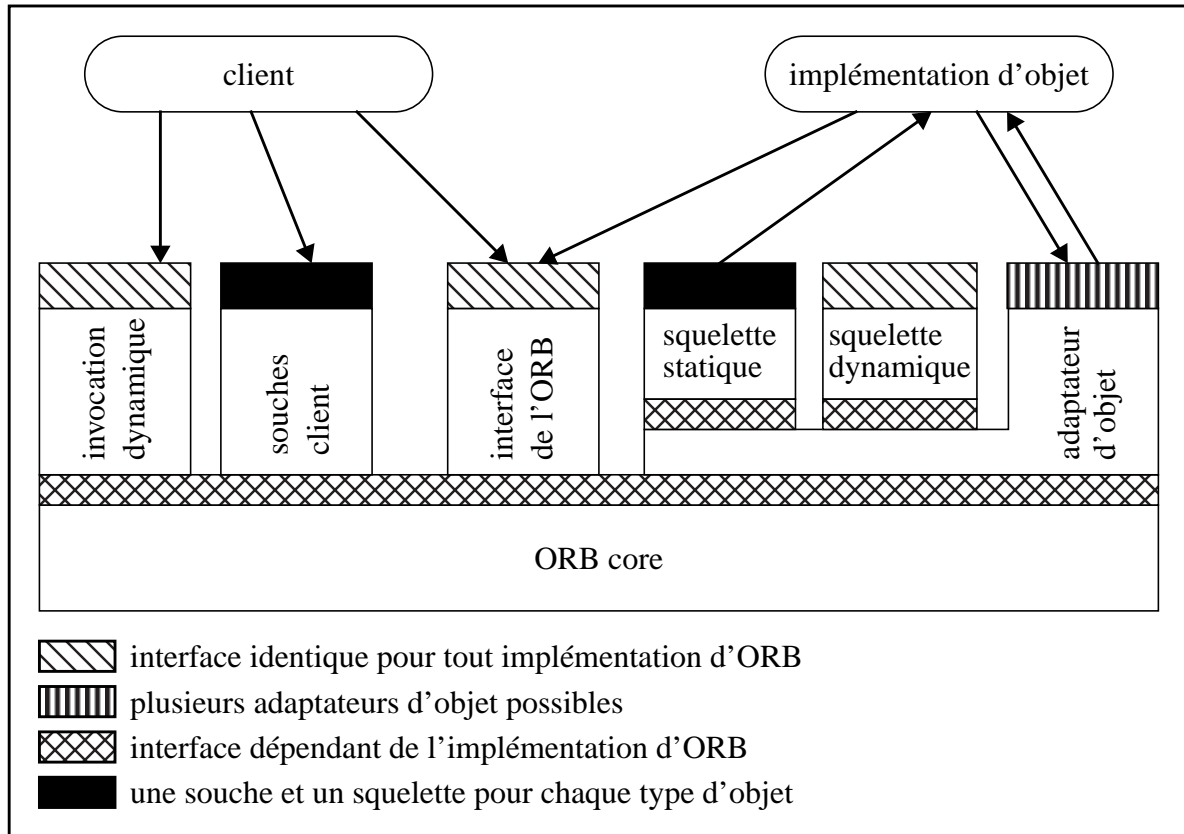 client
implémentation d'objet
invocation
dynamique
souches
client
interface
de l'ORB
squelette
statique
squelette
dynamique
adaptateur
d'objet
ORB core
interface identique pour tout implémentation d'ORB
plusieurs adaptateurs d'objet possibles
interface dépendant de l'implémentation d'ORB
une souche et un squelette pour chaque type d'objet